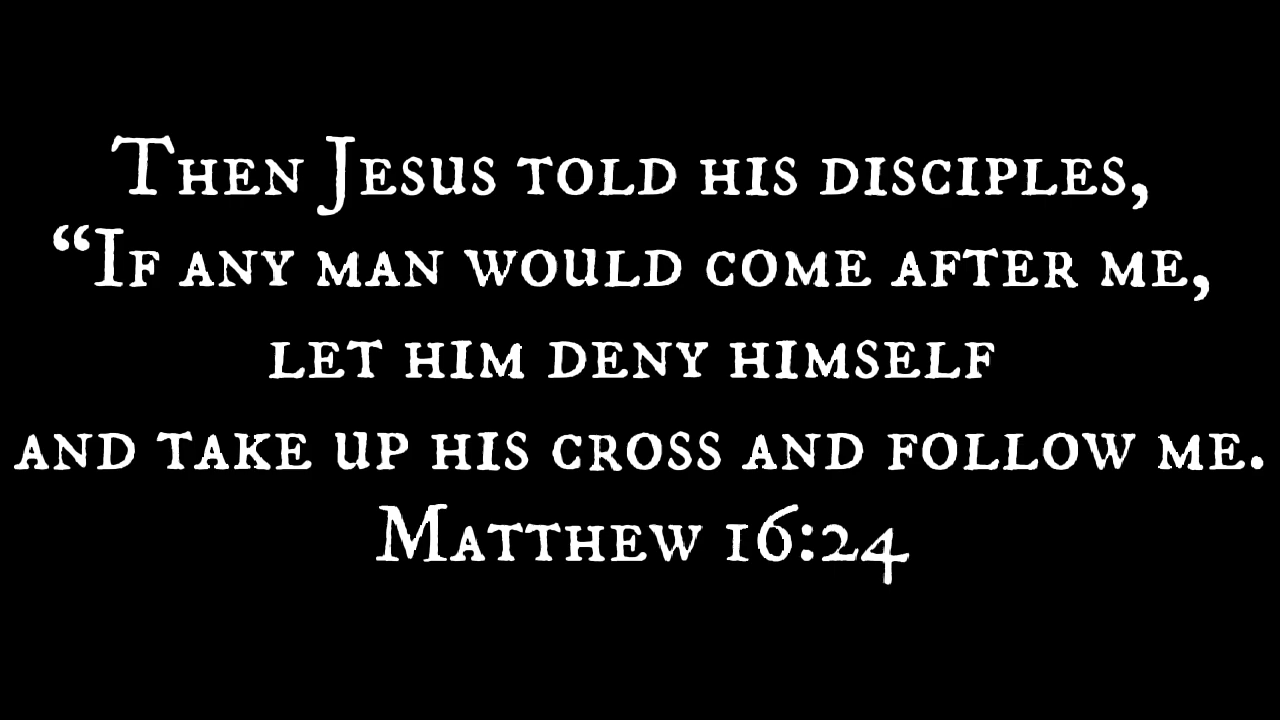 Then Jesus told his disciples,
“If any man would come after me,
let him deny himself
and take up his cross and follow me.
Matthew 16:24